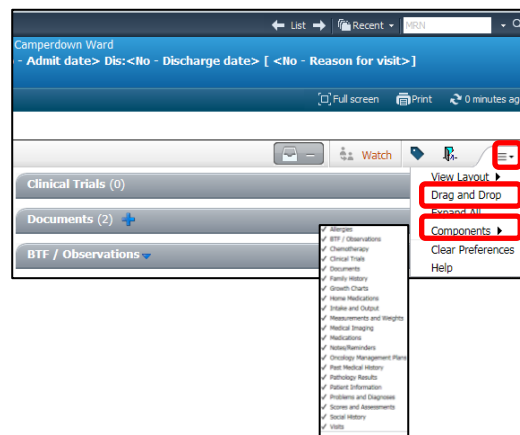 List
Recent
MRN
Camperdown Ward
- Admit date> Dis:<No - Discharge date> [ <No - Reason for visit>]
Full screen
Print
0 minutes ag
Watch
View Layout
Clinical Trials (0)
Drag and Drop
Expand All
Documents (2)
Components
Clear Preferences
BTF / Observations
Help
Allergies
BTF / Observations
Chemotherapy
Clinical Trials
Documents
Family History
Growth Charts
Home Medications
Intake and Output
Measurements and Weights
Medical Imaging
Medications
Notes/Reminders
Oncology Management Plans
Past Medical History
Pathology Results
Patient Information
Problems and Diagnoses
Scores and Assessments
Social History
Visits